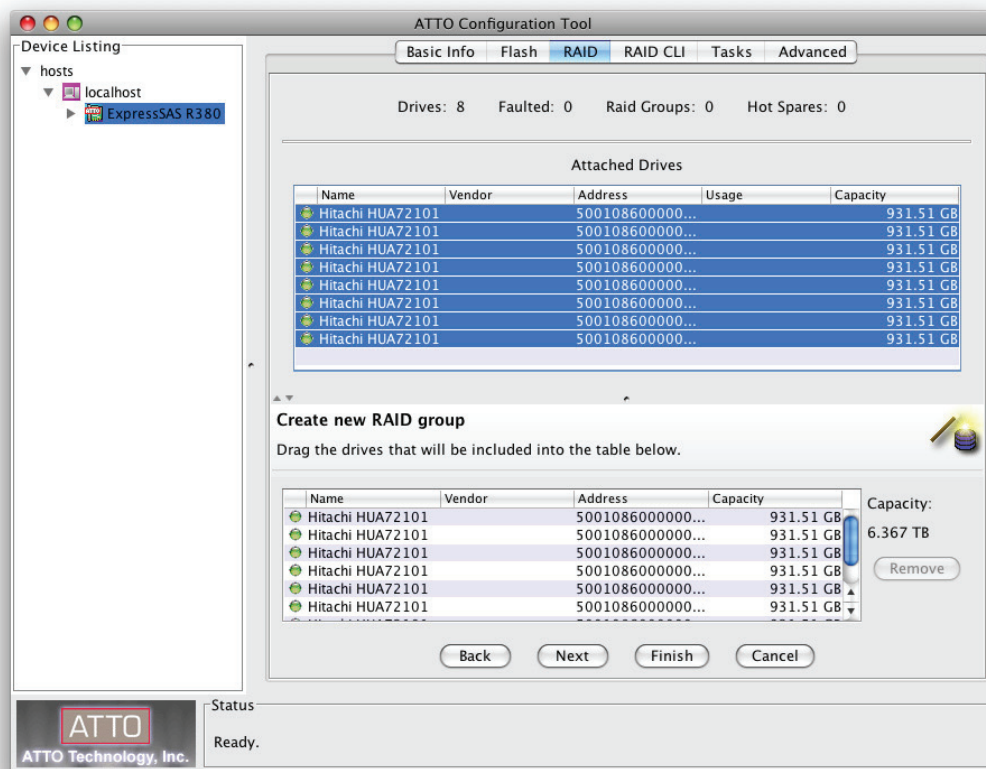 ATTO Configuration Tool
Device Listing
hosts
localhost
ExpressSAS R380
Basic Info Flash RAID RAID CLI Tasks Advanced
Drives: 8 Faulted: 0 Raid Groups: 0 Hot Spares: 0
Attached Drives
Name Vendor Address Usage Capacity
Hitachi HUA72101 500108600000... 931.51 GB
Hitachi HUA72101 500108600000... 931.51 GB
Hitachi HUA72101 500108600000... 931.51 GB
Hitachi HUA72101 500108600000... 931.51 GB
Hitachi HUA72101 500108600000... 931.51 GB
Hitachi HUA72101 500108600000... 931.51 GB
Hitachi HUA72101 500108600000... 931.51 GB
Hitachi HUA72101 500108600000... 931.51 GB
Create new RAID group
Drag the drives that will be included into the table below.
Name Vendor Address Capacity
Hitachi HUA72101 5001086000000... 931.51 GB
Hitachi HUA72101 5001086000000... 931.51 GB
Hitachi HUA72101 5001086000000... 931.51 GB
Hitachi HUA72101 5001086000000... 931.51 GB
Hitachi HUA72101 5001086000000... 931.51 GB
Hitachi HUA72101 5001086000000... 931.51 GB
Capacity:
6.367 TB
Remove
Back Next Finish Cancel
ATTO
ATTO Technology, Inc.
Status
Ready.